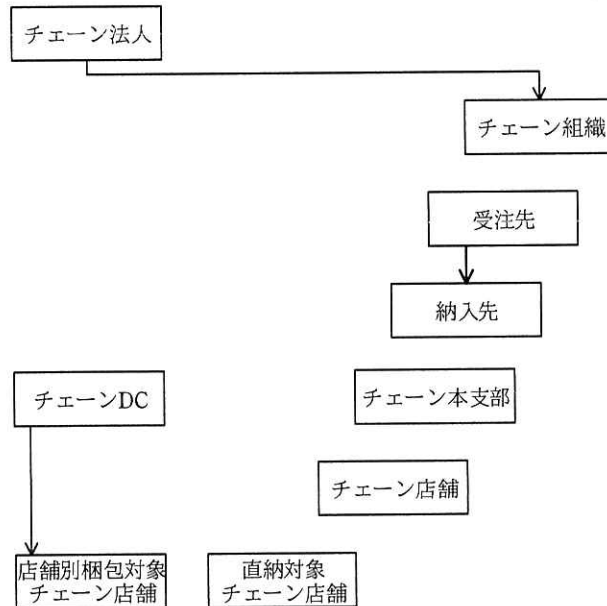 チェーン法人
チェーン組織
受注先
納入先
チェーンDC
チェーン本支部
チェーン店舗
店舗別梱包対象
チェーン店舗
直納対象
チェーン店舗